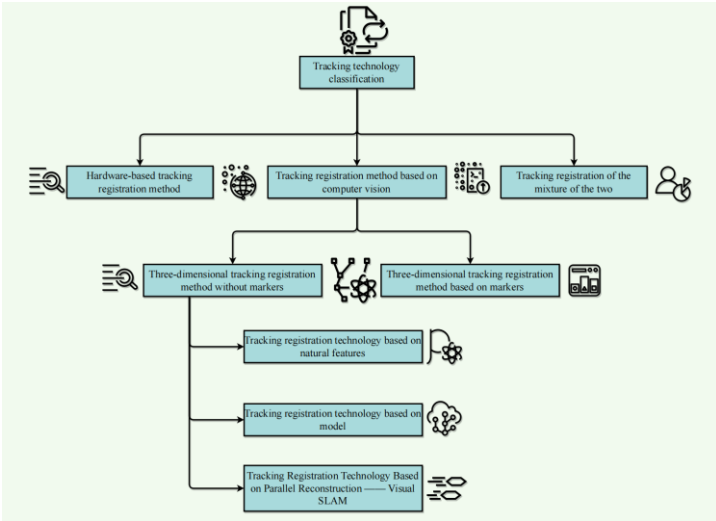 Tracking technology
classification
Hardware-based tracking
registration method
Tracking registration method based on
computer vision
Tracking registration of the
mixture of the two
Three-dimensional tracking registration
method without markers
Three-dimensional tracking registration
method based on markers
Tracking registration technology based on
natural features
Tracking registration technology based on
model
Tracking Registration Technology Based
on Parallel Reconstruction —— Visual
SLAM